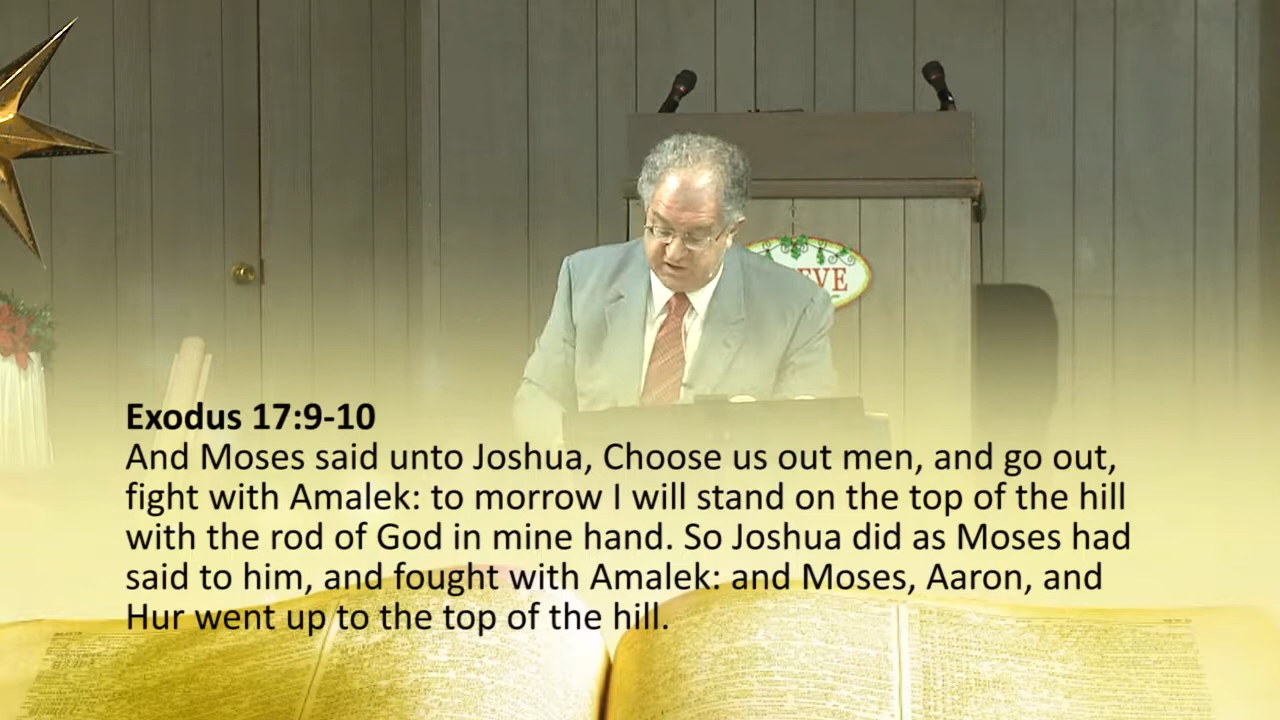 EVE
Exodus 17:9-10
And Moses said unto Joshua, Choose us out men, and go out,
fight with Amalek: to morrow I will stand on the top of the hill
with the rod of God in mine hand. So Joshua did as Moses had
said to him, and fought with Amalek: and Moses, Aaron, and
Hur went up to the top of the hill.